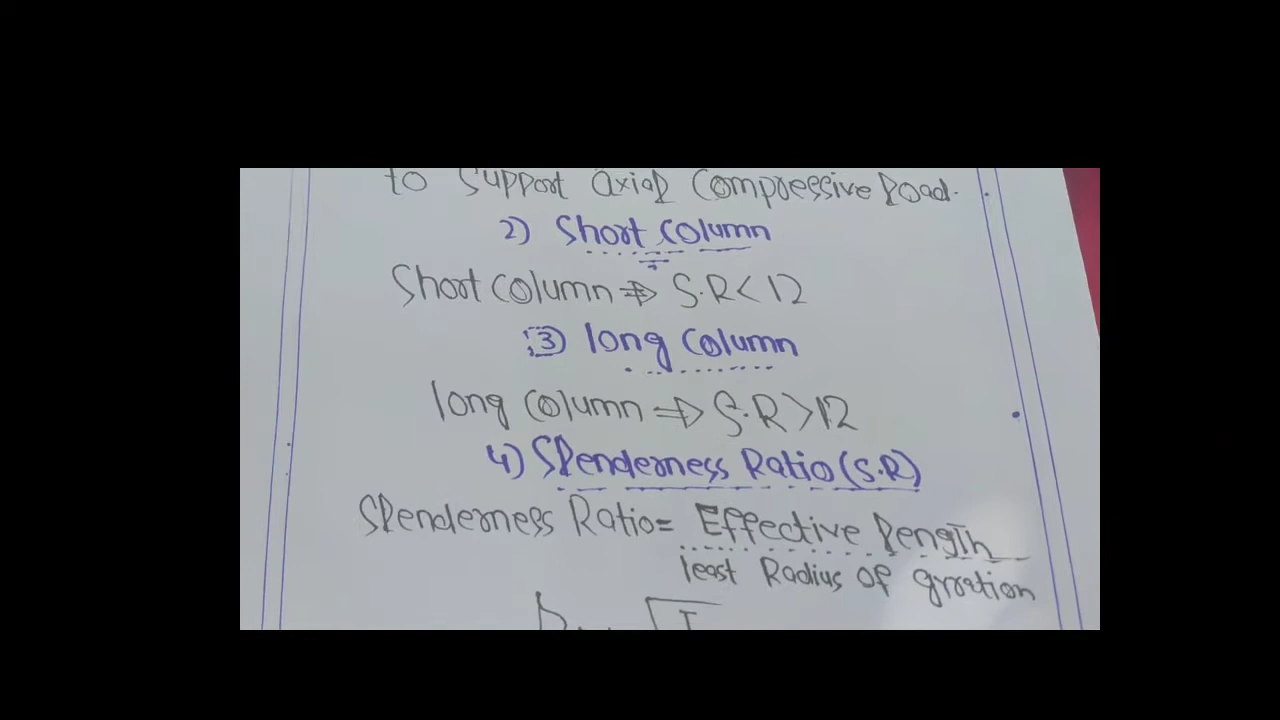 to support axial compressive load.
2) Short column
Short column ⇒ S.R < 12
3) long column
long column ⇒ S.R > 12
4) Slenderness Ratio (S.R)
Slenderness Ratio = Effective length
least Radius of gyration